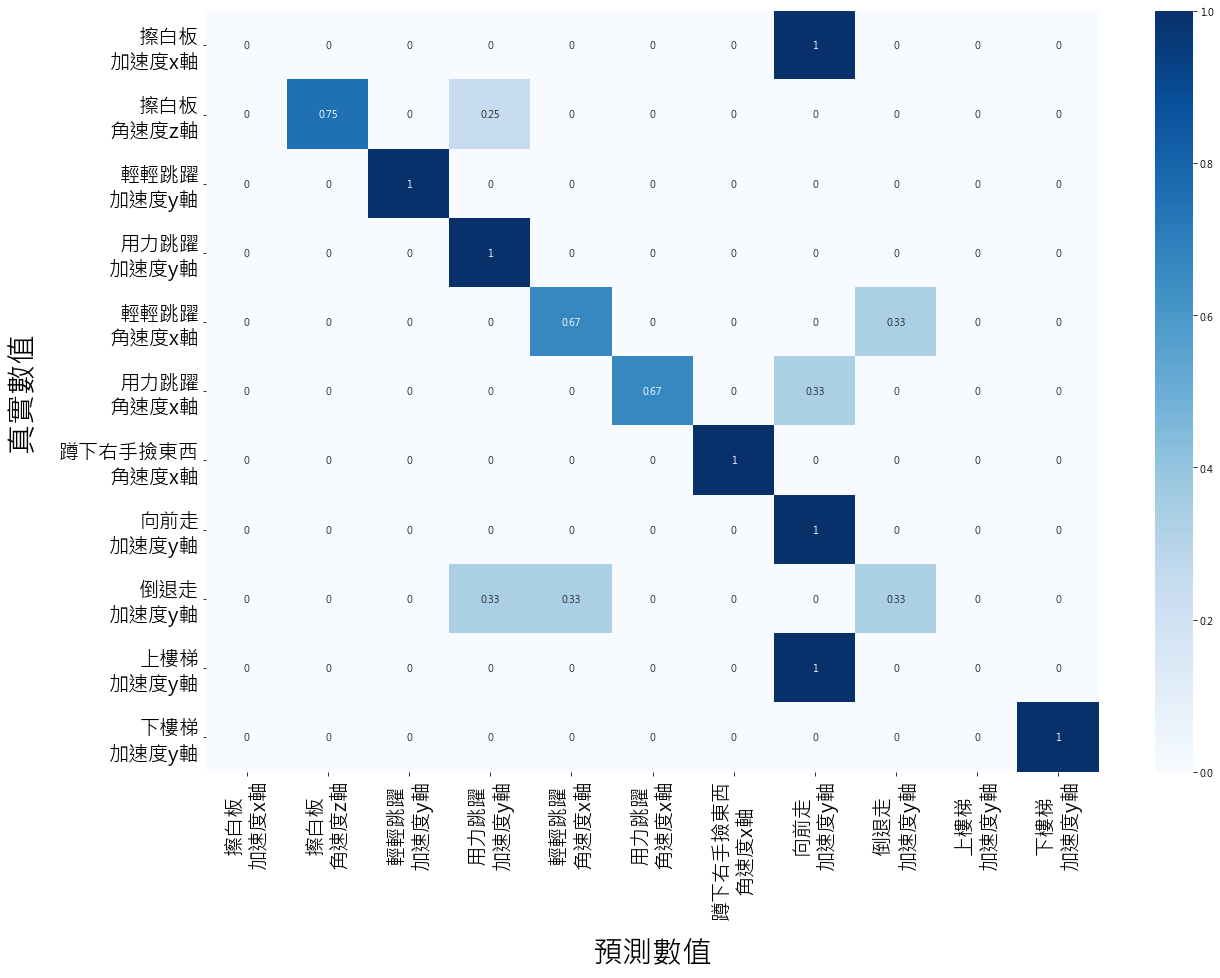 擦白板
加速度x軸
0 0 0 0 0 0 0 1 0 0 0
擦白板
角速度z軸
0 0.75 0 0.25 0 0 0 0 0 0 0
輕輕跳躍
加速度y軸
0 0 1 0 0 0 0 0 0 0 0
用力跳躍
加速度y軸
0 0 0 1 0 0 0 0 0 0 0
輕輕跳躍
角速度x軸
0 0 0 0 0.67 0 0 0 0.33 0 0
用力跳躍
角速度x軸
0 0 0 0 0 0.67 0 0.33 0 0 0
蹲下右手撿東西
角速度x軸
0 0 0 0 0 0 1 0 0 0 0
向前走
加速度y軸
0 0 0 0 0 0 0 1 0 0 0
倒退走
加速度y軸
0 0 0 0.33 0.33 0 0 0 0.33 0 0
上樓梯
加速度y軸
0 0 0 0 0 0 0 1 0 0 0
下樓梯
加速度y軸
0 0 0 0 0 0 0 0 0 0 1
真實數值
擦白板
加速度x軸
擦白板
角速度z軸
輕輕跳躍
加速度y軸
用力跳躍
加速度y軸
輕輕跳躍
角速度x軸
用力跳躍
角速度x軸
蹲下右手撿東西
角速度x軸
向前走
加速度y軸
倒退走
加速度y軸
上樓梯
加速度y軸
下樓梯
加速度y軸
預測數值
1.0
0.8
0.6
0.4
0.2
0.0